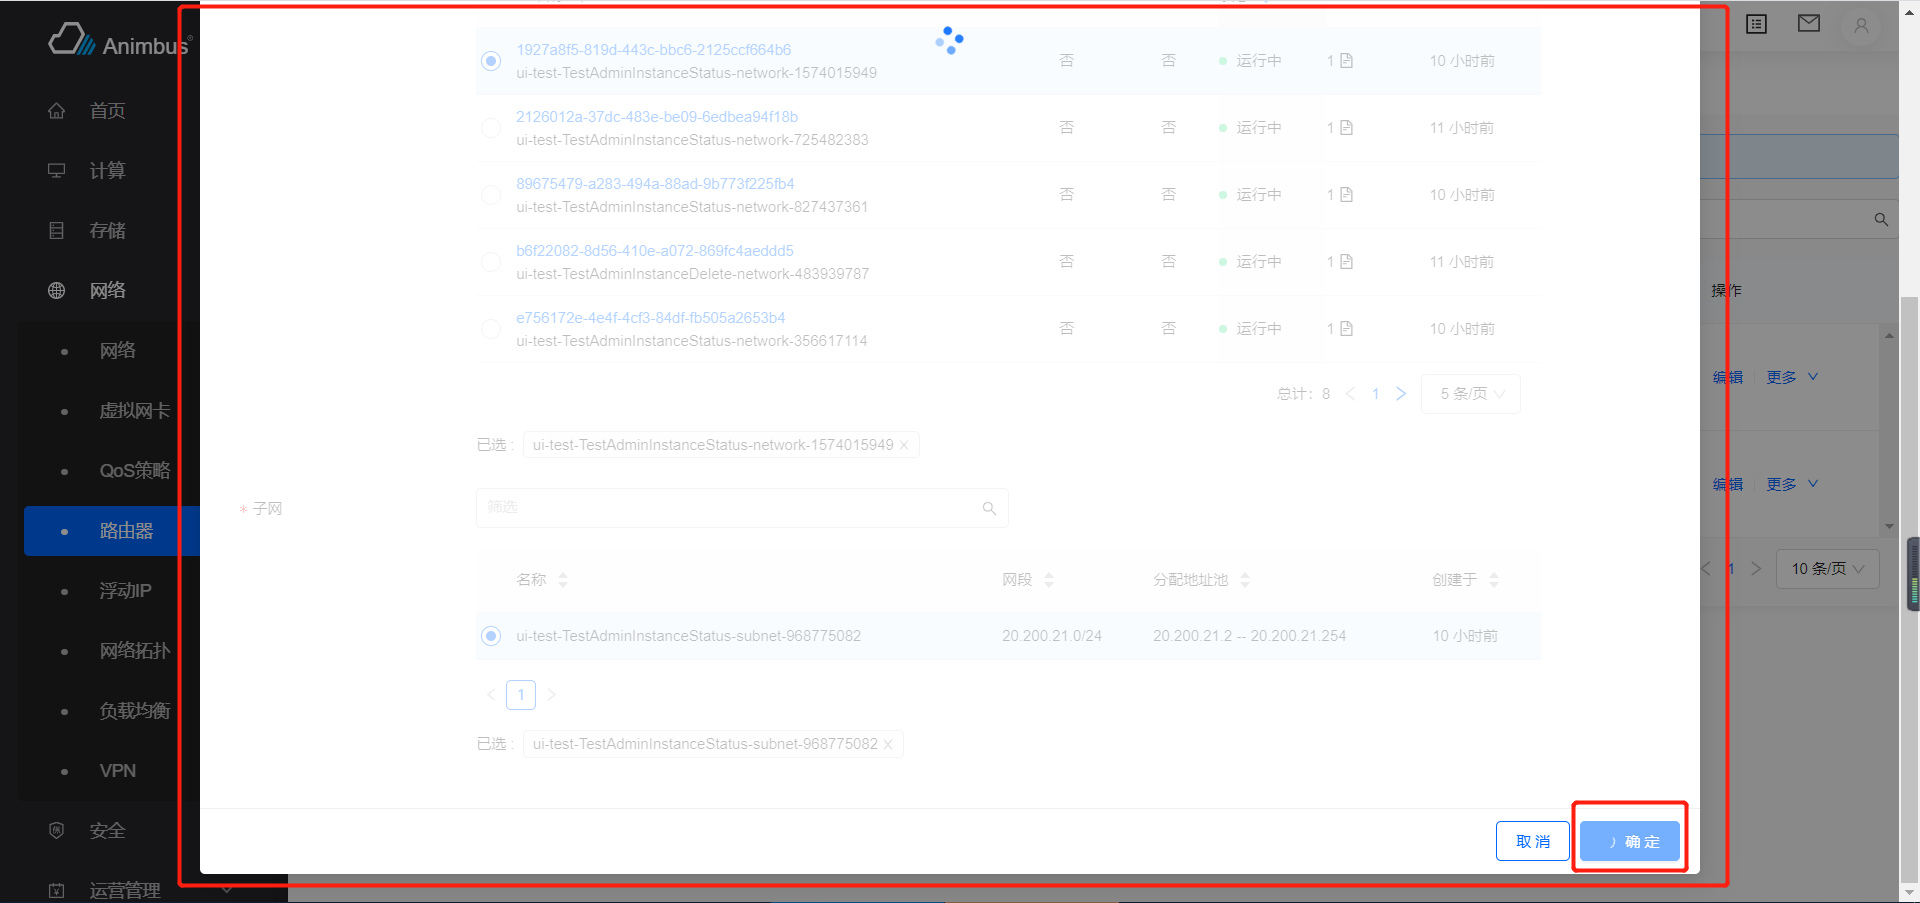 Animbus®
首页
计算
存储
网络
网络
虚拟网卡
QoS策略
路由器
浮动IP
网络拓扑
负载均衡
VPN
安全
运营管理
1927a8f5-819d-443c-bbc6-2125ccf664b6
ui-test-TestAdminInstanceStatus-network-1574015949
否 否 运行中 1 10 小时前
2126012a-37dc-483e-be09-6edbea94f18b
ui-test-TestAdminInstanceStatus-network-725482383
否 否 运行中 1 11 小时前
89675479-a283-494a-88ad-9b773f225fb4
ui-test-TestAdminInstanceStatus-network-827437361
否 否 运行中 1 10 小时前
b6f22082-8d56-410e-a072-869fc4aeddd5
ui-test-TestAdminInstanceDelete-network-483939787
否 否 运行中 1 11 小时前
e756172e-4e4f-4cf3-84df-fb505a2653b4
ui-test-TestAdminInstanceStatus-network-356617114
否 否 运行中 1 10 小时前
总计: 8 < 1 > 5 条/页
已选 : ui-test-TestAdminInstanceStatus-network-1574015949 ×
* 子网
筛选
名称 网段 分配地址池 创建于
ui-test-TestAdminInstanceStatus-subnet-968775082 20.200.21.0/24 20.200.21.2 -- 20.200.21.254 10 小时前
< 1 >
已选 : ui-test-TestAdminInstanceStatus-subnet-968775082 ×
取 消 确 定
操作
编辑 更多
编辑 更多
< 1 > 10 条/页